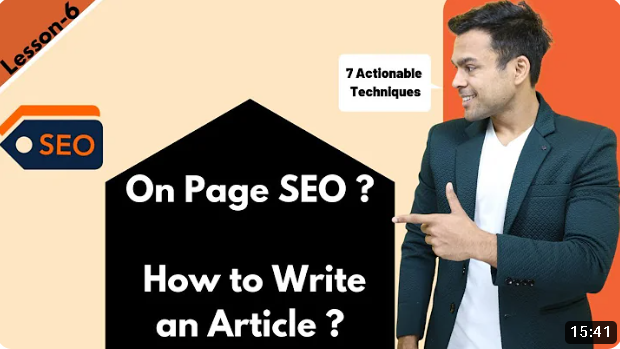 Lesson-6
7 Actionable
Techniques
SEO
On Page SEO ?
How to Write
an Article ?
15:41